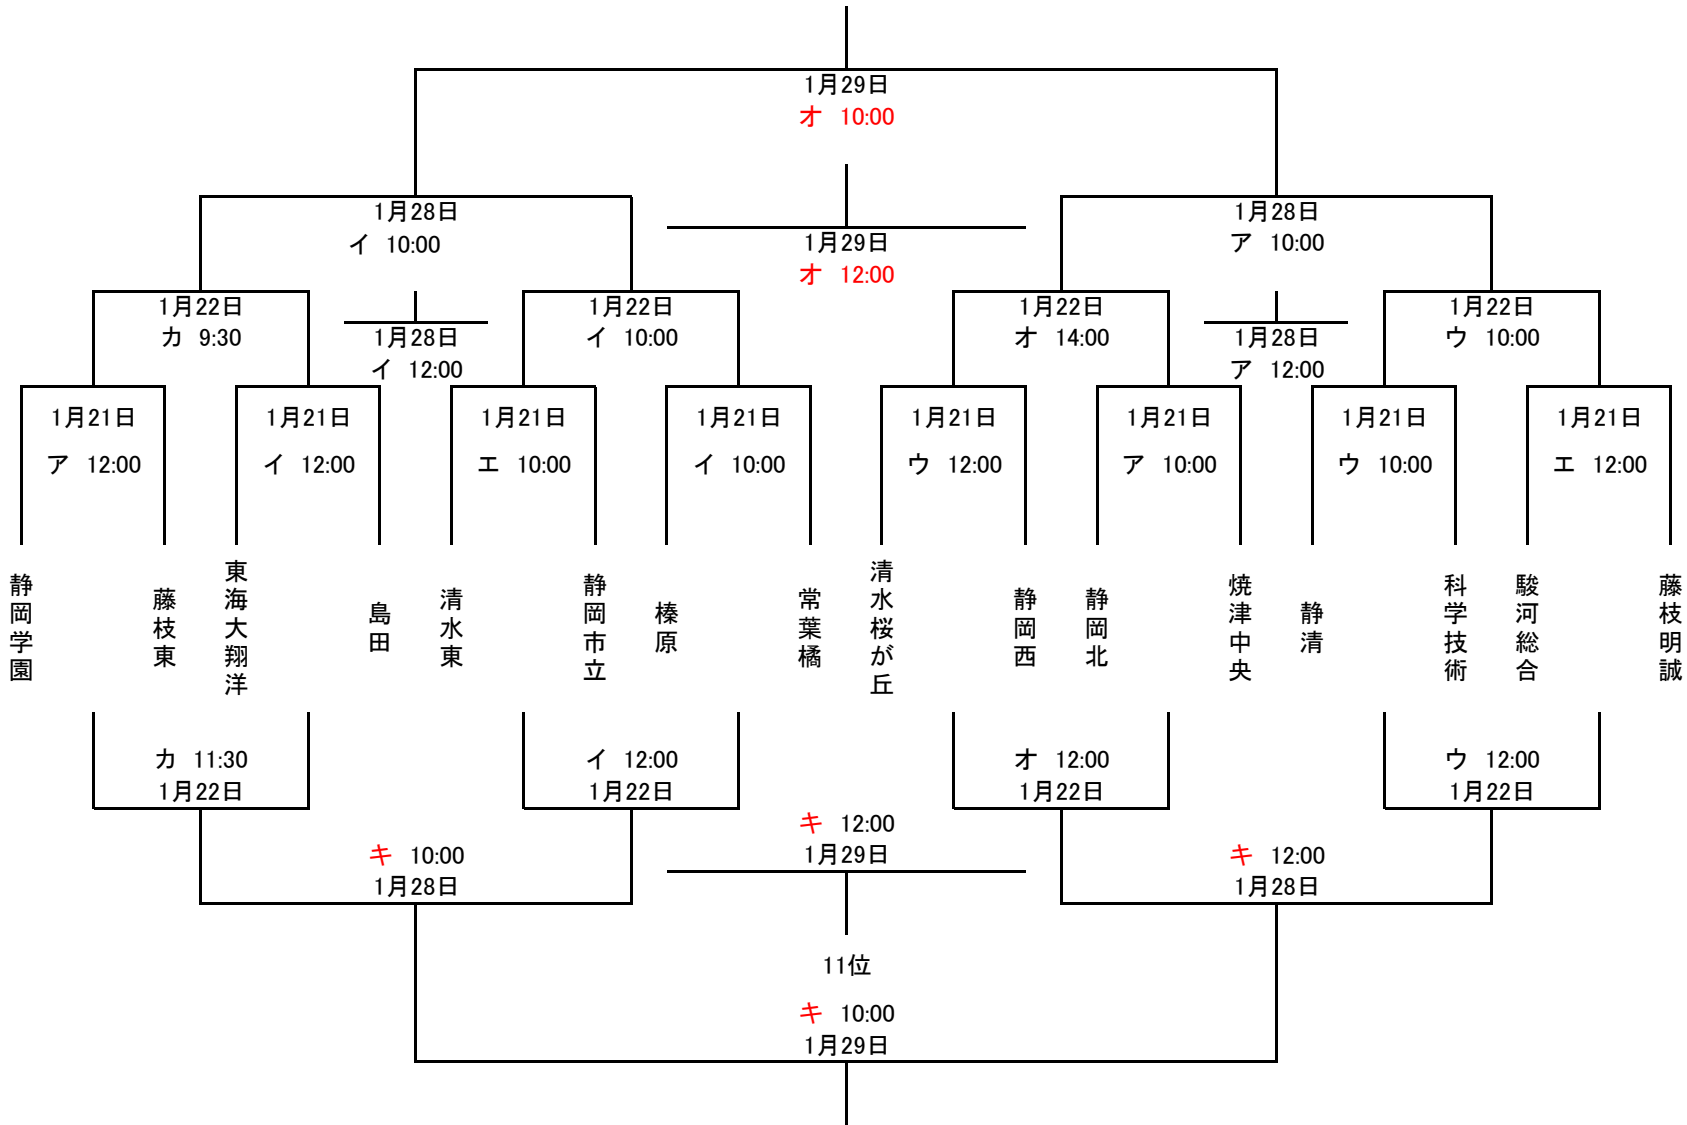 1月29日
オ 10:00
1月28日
イ 10:00
1月28日
ア 10:00
1月29日
オ 12:00
1月22日
カ 9:30
1月22日
イ 10:00
1月22日
オ 14:00
1月22日
ウ 10:00
1月28日
イ 12:00
1月28日
ア 12:00
1月21日
ア 12:00
1月21日
イ 12:00
1月21日
エ 10:00
1月21日
イ 10:00
1月21日
ウ 12:00
1月21日
ア 10:00
1月21日
ウ 10:00
1月21日
エ 12:00
静岡学園
藤枝東
東海大翔洋
島田
清水東
静岡市立
榛原
常葉橘
清水桜が丘
静岡西
静岡北
焼津中央
静清
科学技術
駿河総合
藤枝明誠
カ 11:30
1月22日
イ 12:00
1月22日
オ 12:00
1月22日
ウ 12:00
1月22日
キ 12:00
1月29日
キ 10:00
1月28日
キ 12:00
1月28日
11位
キ 10:00
1月29日